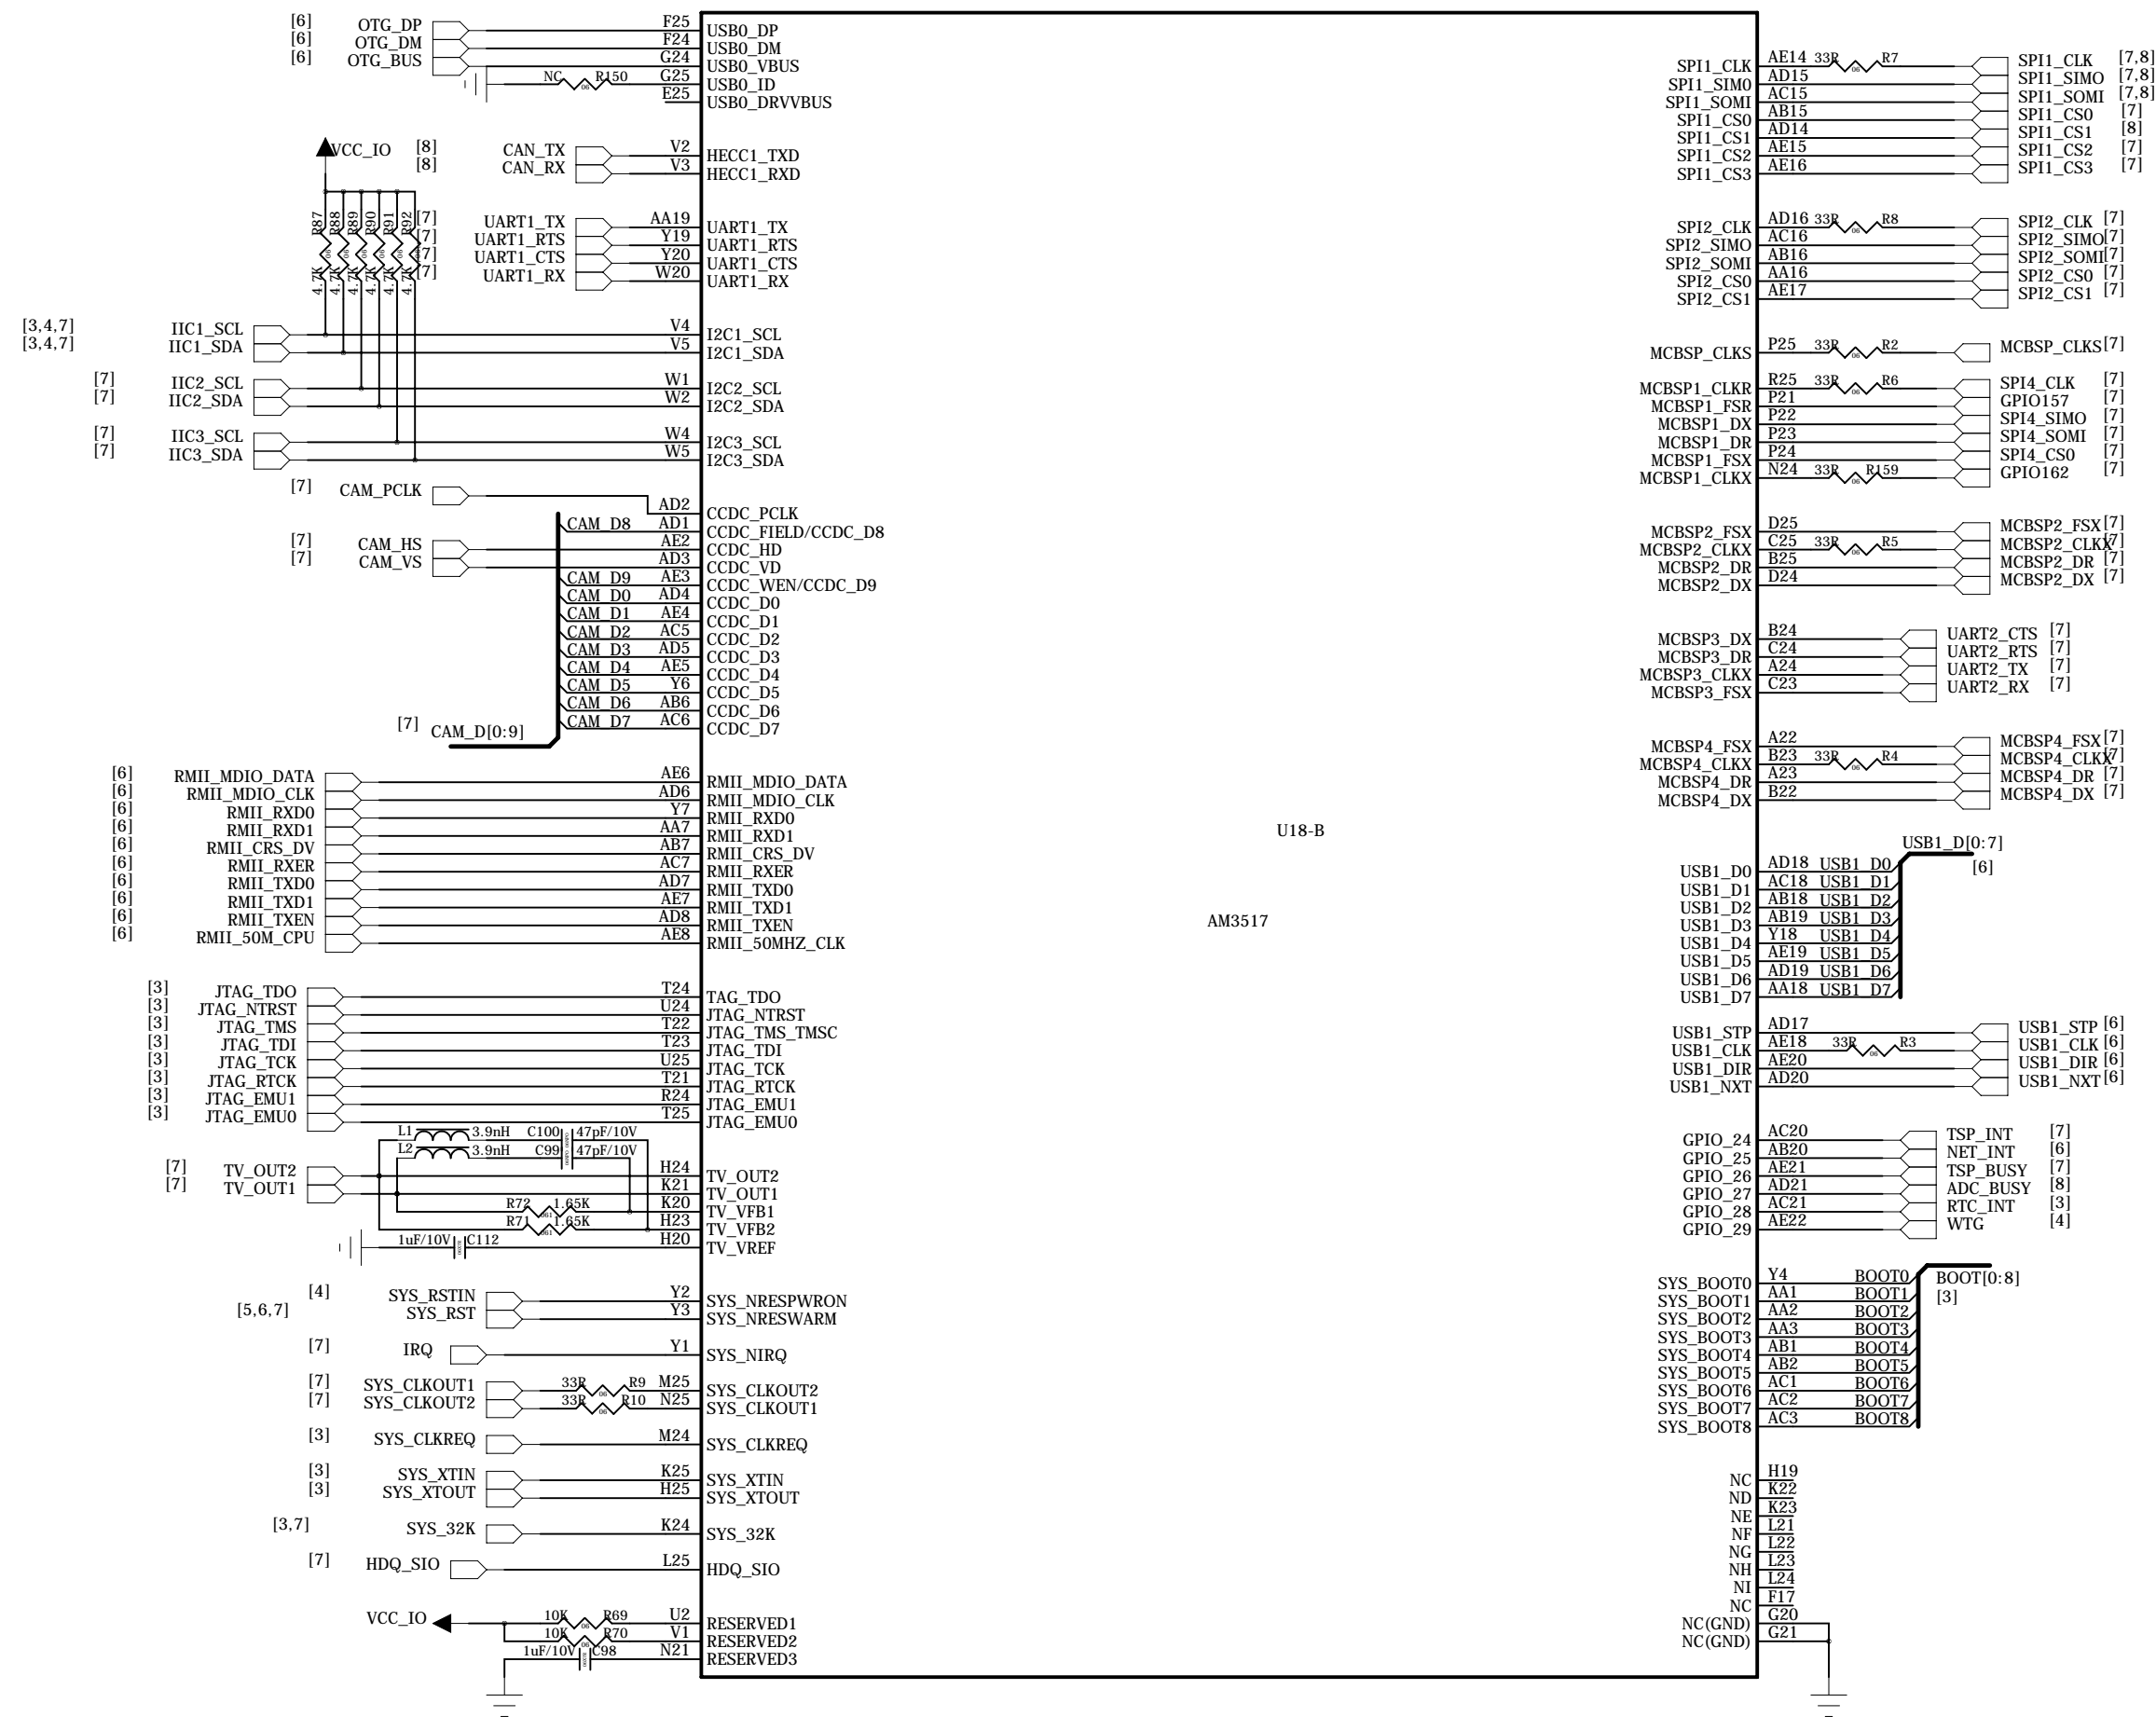 [6] OTG_DP F25 USB0_DP
[6] OTG_DM F24 USB0_DM
[6] OTG_BUS G24 USB0_VBUS
NC R150 G25 USB0_ID
E25 USB0_DRVVBUS
VCC_IO
[8] CAN_TX V2 HECC1_TXD
[8] CAN_RX V3 HECC1_RXD
R87 R88 R89 R90 R91 R92
4.7K 4.7K 4.7K 4.7K 4.7K 4.7K
[7] UART1_TX AA19 UART1_TX
[7] UART1_RTS Y19 UART1_RTS
[7] UART1_CTS Y20 UART1_CTS
[7] UART1_RX W20 UART1_RX
[3,4,7] IIC1_SCL V4 I2C1_SCL
[3,4,7] IIC1_SDA V5 I2C1_SDA
[7] IIC2_SCL W1 I2C2_SCL
[7] IIC2_SDA W2 I2C2_SDA
[7] IIC3_SCL W4 I2C3_SCL
[7] IIC3_SDA W5 I2C3_SDA
[7] CAM_PCLK AD2 CCDC_PCLK
CAM_D8 AD1 CCDC_FIELD/CCDC_D8
[7] CAM_HS AE2 CCDC_HD
[7] CAM_VS AD3 CCDC_VD
CAM_D9 AE3 CCDC_WEN/CCDC_D9
CAM_D0 AD4 CCDC_D0
CAM_D1 AE4 CCDC_D1
CAM_D2 AC5 CCDC_D2
CAM_D3 AD5 CCDC_D3
CAM_D4 AE5 CCDC_D4
CAM_D5 Y6 CCDC_D5
CAM_D6 AB6 CCDC_D6
CAM_D7 AC6 CCDC_D7
[7] CAM_D[0:9]
[6] RMII_MDIO_DATA AE6 RMII_MDIO_DATA
[6] RMII_MDIO_CLK AD6 RMII_MDIO_CLK
[6] RMII_RXD0 Y7 RMII_RXD0
[6] RMII_RXD1 AA7 RMII_RXD1
[6] RMII_CRS_DV AB7 RMII_CRS_DV
[6] RMII_RXER AC7 RMII_RXER
[6] RMII_TXD0 AD7 RMII_TXD0
[6] RMII_TXD1 AE7 RMII_TXD1
[6] RMII_TXEN AD8 RMII_TXEN
[6] RMII_50M_CPU AE8 RMII_50MHZ_CLK
[3] JTAG_TDO T24 TAG_TDO
[3] JTAG_NTRST U24 JTAG_NTRST
[3] JTAG_TMS T22 JTAG_TMS_TMSC
[3] JTAG_TDI T23 JTAG_TDI
[3] JTAG_TCK U25 JTAG_TCK
[3] JTAG_RTCK T21 JTAG_RTCK
[3] JTAG_EMU1 R24 JTAG_EMU1
[3] JTAG_EMU0 T25 JTAG_EMU0
L1 3.9nH C100 47pF/10V
L2 3.9nH C99 47pF/10V
[7] TV_OUT2 H24 TV_OUT2
[7] TV_OUT1 K21 TV_OUT1
R72 1.65K K20 TV_VFB1
R71 1.65K H23 TV_VFB2
1uF/10V C112 H20 TV_VREF
[4] SYS_RSTIN Y2 SYS_NRESPWRON
[5,6,7] SYS_RST Y3 SYS_NRESWARM
[7] IRQ Y1 SYS_NIRQ
[7] SYS_CLKOUT1 33R R9 M25 SYS_CLKOUT2
[7] SYS_CLKOUT2 33R R10 N25 SYS_CLKOUT1
[3] SYS_CLKREQ M24 SYS_CLKREQ
[3] SYS_XTIN K25 SYS_XTIN
[3] SYS_XTOUT H25 SYS_XTOUT
[3,7] SYS_32K K24 SYS_32K
[7] HDQ_SIO L25 HDQ_SIO
VCC_IO 10K R69 U2 RESERVED1
10K R70 V1 RESERVED2
1uF/10V C98 N21 RESERVED3
U18-B
AM3517
SPI1_CLK AE14 33R R7 SPI1_CLK [7,8]
SPI1_SIM0 AD15 SPI1_SIMO [7,8]
SPI1_SOMI AC15 SPI1_SOMI [7,8]
SPI1_CS0 AB15 SPI1_CS0 [7]
SPI1_CS1 AD14 SPI1_CS1 [8]
SPI1_CS2 AE15 SPI1_CS2 [7]
SPI1_CS3 AE16 SPI1_CS3 [7]
SPI2_CLK AD16 33R R8 SPI2_CLK [7]
SPI2_SIMO AC16 SPI2_SIMO [7]
SPI2_SOMI AB16 SPI2_SOMI [7]
SPI2_CS0 AA16 SPI2_CS0 [7]
SPI2_CS1 AE17 SPI2_CS1 [7]
MCBSP_CLKS P25 33R R2 MCBSP_CLKS [7]
MCBSP1_CLKR R25 33R R6 SPI4_CLK [7]
MCBSP1_FSR P21 GPIO157 [7]
MCBSP1_DX P22 SPI4_SIMO [7]
MCBSP1_DR P23 SPI4_SOMI [7]
MCBSP1_FSX P24 SPI4_CS0 [7]
MCBSP1_CLKX N24 33R R159 GPIO162 [7]
MCBSP2_FSX D25 MCBSP2_FSX [7]
MCBSP2_CLKX C25 33R R5 MCBSP2_CLKX [7]
MCBSP2_DR B25 MCBSP2_DR [7]
MCBSP2_DX D24 MCBSP2_DX [7]
MCBSP3_DX B24 UART2_CTS [7]
MCBSP3_DR C24 UART2_RTS [7]
MCBSP3_CLKX A24 UART2_TX [7]
MCBSP3_FSX C23 UART2_RX [7]
MCBSP4_FSX A22 MCBSP4_FSX [7]
MCBSP4_CLKX B23 33R R4 MCBSP4_CLKX [7]
MCBSP4_DR A23 MCBSP4_DR [7]
MCBSP4_DX B22 MCBSP4_DX [7]
USB1_D[0:7]
[6]
USB1_D0 AD18 USB1_D0
USB1_D1 AC18 USB1_D1
USB1_D2 AB18 USB1_D2
USB1_D3 AB19 USB1_D3
USB1_D4 Y18 USB1_D4
USB1_D5 AE19 USB1_D5
USB1_D6 AD19 USB1_D6
USB1_D7 AA18 USB1_D7
USB1_STP AD17 USB1_STP [6]
USB1_CLK AE18 33R R3 USB1_CLK [6]
USB1_DIR AE20 USB1_DIR [6]
USB1_NXT AD20 USB1_NXT [6]
GPIO_24 AC20 TSP_INT [7]
GPIO_25 AB20 NET_INT [6]
GPIO_26 AE21 TSP_BUSY [7]
GPIO_27 AD21 ADC_BUSY [8]
GPIO_28 AC21 RTC_INT [3]
GPIO_29 AE22 WTG [4]
SYS_BOOT0 Y4 BOOT0 BOOT[0:8]
SYS_BOOT1 AA1 BOOT1 [3]
SYS_BOOT2 AA2 BOOT2
SYS_BOOT3 AA3 BOOT3
SYS_BOOT4 AB1 BOOT4
SYS_BOOT5 AB2 BOOT5
SYS_BOOT6 AC1 BOOT6
SYS_BOOT7 AC2 BOOT7
SYS_BOOT8 AC3 BOOT8
NC H19
ND K22
NE K23
NF L21
NG L22
NH L23
NI L24
NC F17
NC(GND) G20
NC(GND) G21